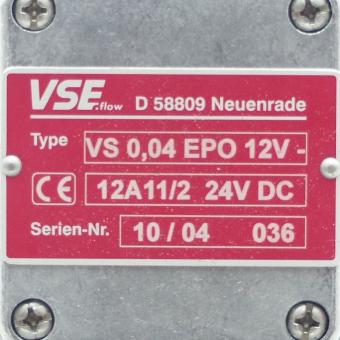 VSE.flow D 58809 Neuenrade
Type VS 0,04 EPO 12V -
CE 12A11/2 24V DC
Serien-Nr. 10 / 04 036